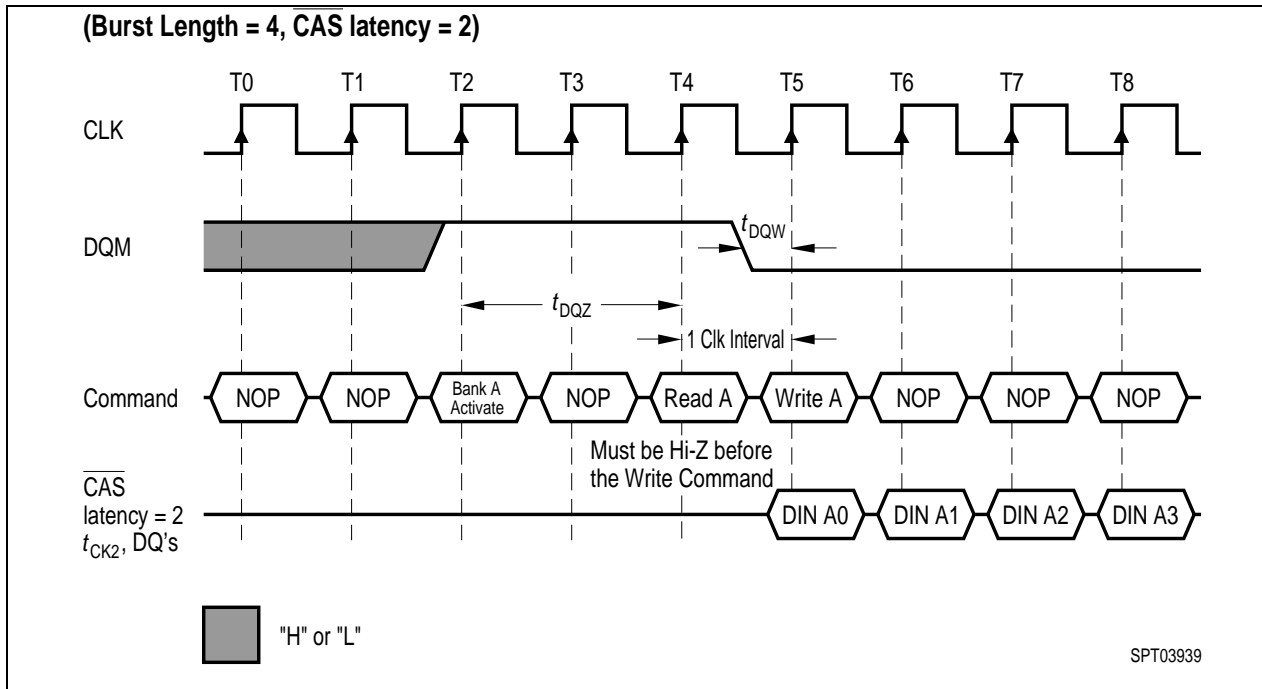 (Burst Length = 4, CAS latency = 2)
T0 T1 T2 T3 T4 T5 T6 T7 T8
CLK
DQM
tDQW
tDQZ
1 Clk Interval
Command
NOP
NOP
Bank A
Activate
NOP
Read A
Write A
NOP
NOP
NOP
Must be Hi-Z before
the Write Command
CAS
latency = 2
tCK2, DQ's
DIN A0
DIN A1
DIN A2
DIN A3
"H" or "L"
SPT03939